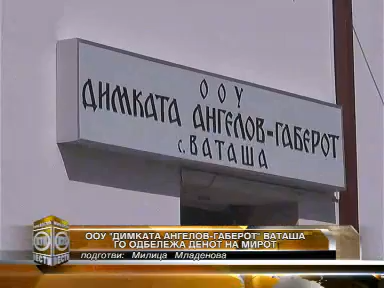 ООУ
ДИМКАТА АНГЕЛОВ-ГАБЕРОТ
с. ВАТАША
ООУ "ДИМКАТА АНГЕЛОВ-ГАБЕРОТ" ВАТАША
ГО ОДБЕЛЕЖА ДЕНОТ НА МИРОТ
подготви: Милица Младенова